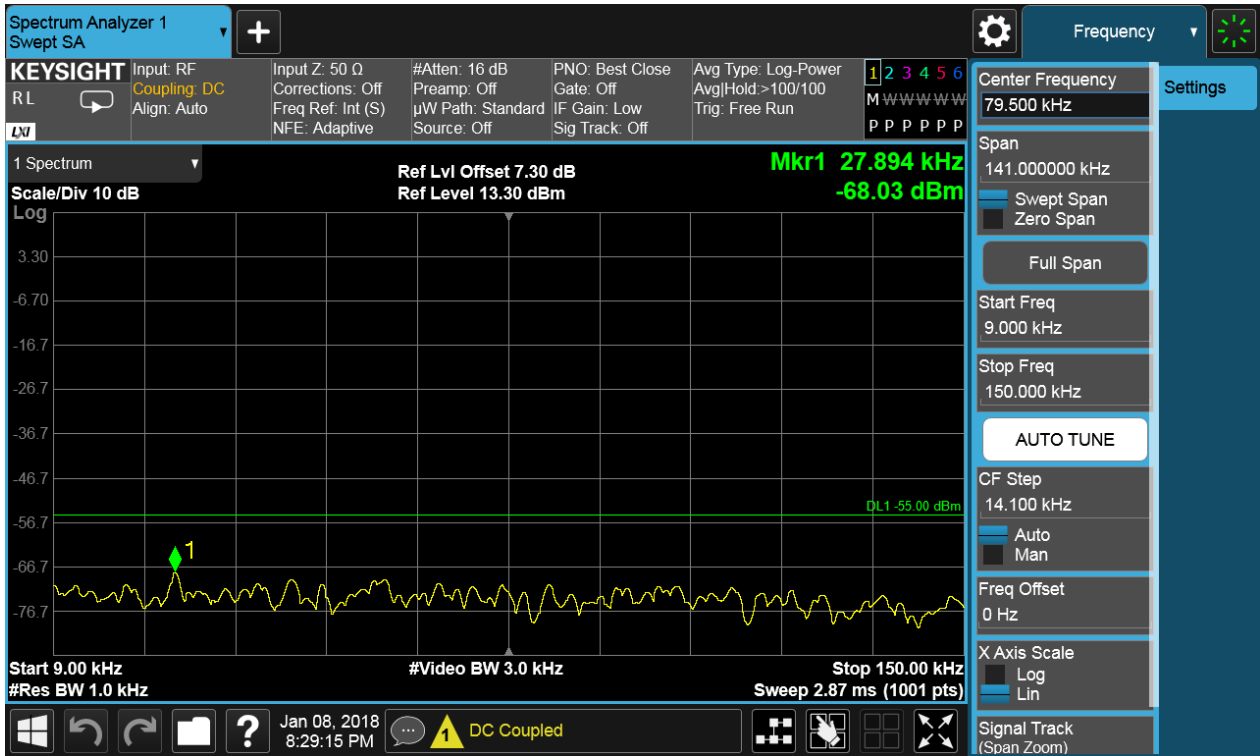 Spectrum Analyzer 1
Swept SA
Frequency
KEYSIGHT
RL
LXI
Input: RF
Coupling: DC
Align: Auto
Input Z: 50 Ω
Corrections: Off
Freq Ref: Int (S)
NFE: Adaptive
#Atten: 16 dB
Preamp: Off
µW Path: Standard
Source: Off
PNO: Best Close
Gate: Off
IF Gain: Low
Sig Track: Off
Avg Type: Log-Power
Avg|Hold:>100/100
Trig: Free Run
1 2 3 4 5 6
M W W W W W
P P P P P P
1 Spectrum
Scale/Div 10 dB
Log
Ref Lvl Offset 7.30 dB
Ref Level 13.30 dBm
Mkr1 27.894 kHz
-68.03 dBm
3.30
-6.70
-16.7
-26.7
-36.7
-46.7
DL1 -55.00 dBm
-56.7
1
-66.7
-76.7
Start 9.00 kHz
#Res BW 1.0 kHz
#Video BW 3.0 kHz
Stop 150.00 kHz
Sweep 2.87 ms (1001 pts)
Center Frequency
79.500 kHz
Settings
Span
141.000000 kHz
Swept Span
Zero Span
Full Span
Start Freq
9.000 kHz
Stop Freq
150.000 kHz
AUTO TUNE
CF Step
14.100 kHz
Auto
Man
Freq Offset
0 Hz
X Axis Scale
Log
Lin
Signal Track
(Span Zoom)
?
Jan 08, 2018
8:29:15 PM
1
DC Coupled